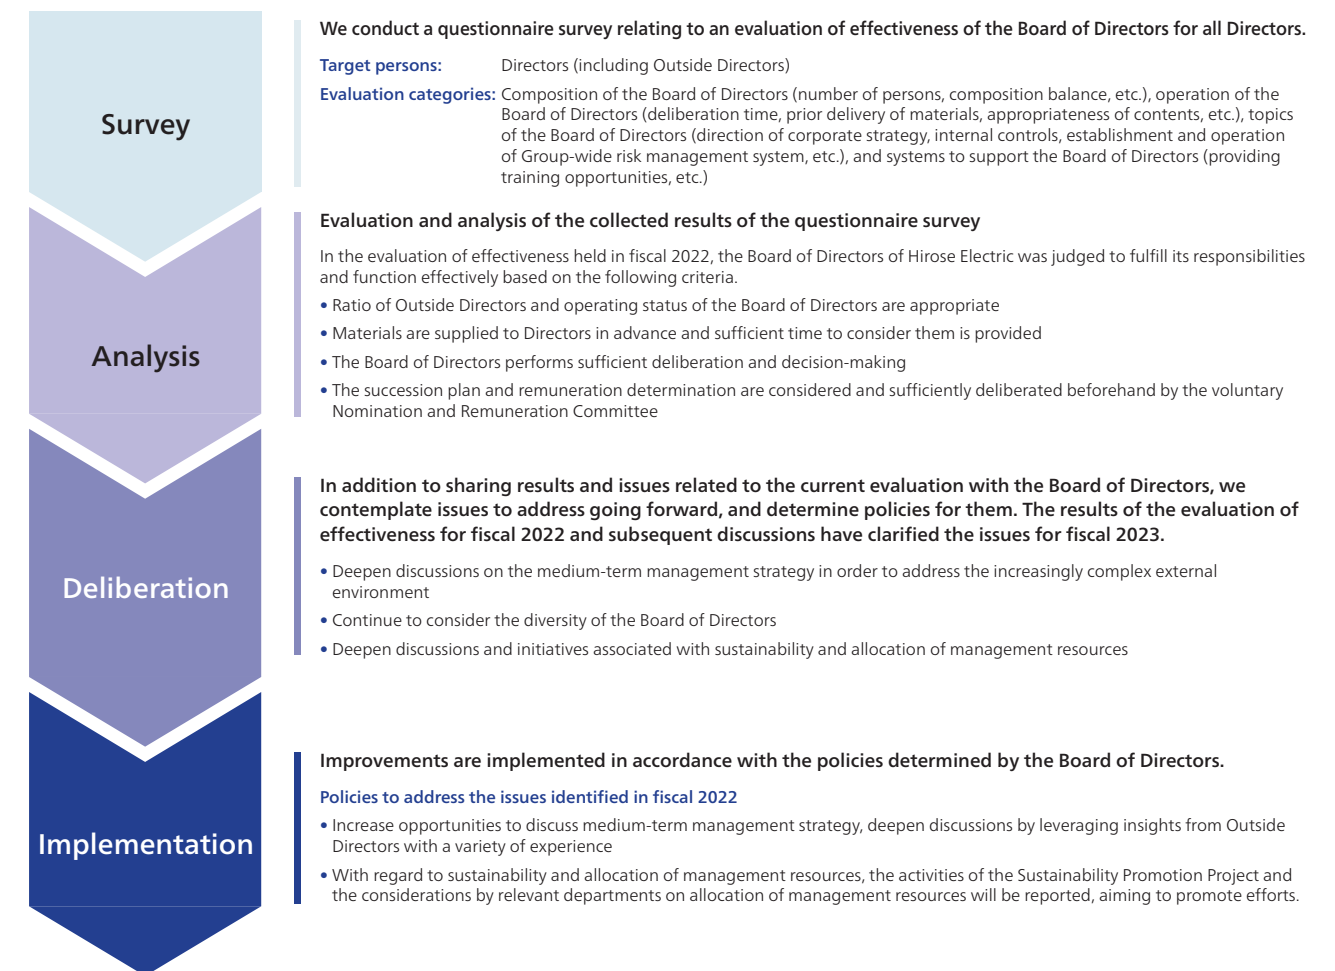 Survey
We conduct a questionnaire survey relating to an evaluation of effectiveness of the Board of Directors for all Directors.
Target persons: Directors (including Outside Directors)
Evaluation categories: Composition of the Board of Directors (number of persons, composition balance, etc.), operation of the
Board of Directors (deliberation time, prior delivery of materials, appropriateness of contents, etc.), topics
of the Board of Directors (direction of corporate strategy, internal controls, establishment and operation
of Group-wide risk management system, etc.), and systems to support the Board of Directors (providing
training opportunities, etc.)
Analysis
Evaluation and analysis of the collected results of the questionnaire survey
In the evaluation of effectiveness held in fiscal 2022, the Board of Directors of Hirose Electric was judged to fulfill its responsibilities
and function effectively based on the following criteria.
• Ratio of Outside Directors and operating status of the Board of Directors are appropriate
• Materials are supplied to Directors in advance and sufficient time to consider them is provided
• The Board of Directors performs sufficient deliberation and decision-making
• The succession plan and remuneration determination are considered and sufficiently deliberated beforehand by the voluntary
Nomination and Remuneration Committee
Deliberation
In addition to sharing results and issues related to the current evaluation with the Board of Directors, we
contemplate issues to address going forward, and determine policies for them. The results of the evaluation of
effectiveness for fiscal 2022 and subsequent discussions have clarified the issues for fiscal 2023.
• Deepen discussions on the medium-term management strategy in order to address the increasingly complex external
environment
• Continue to consider the diversity of the Board of Directors
• Deepen discussions and initiatives associated with sustainability and allocation of management resources
Implementation
Improvements are implemented in accordance with the policies determined by the Board of Directors.
Policies to address the issues identified in fiscal 2022
• Increase opportunities to discuss medium-term management strategy, deepen discussions by leveraging insights from Outside
Directors with a variety of experience
• With regard to sustainability and allocation of management resources, the activities of the Sustainability Promotion Project and
the considerations by relevant departments on allocation of management resources will be reported, aiming to promote efforts.